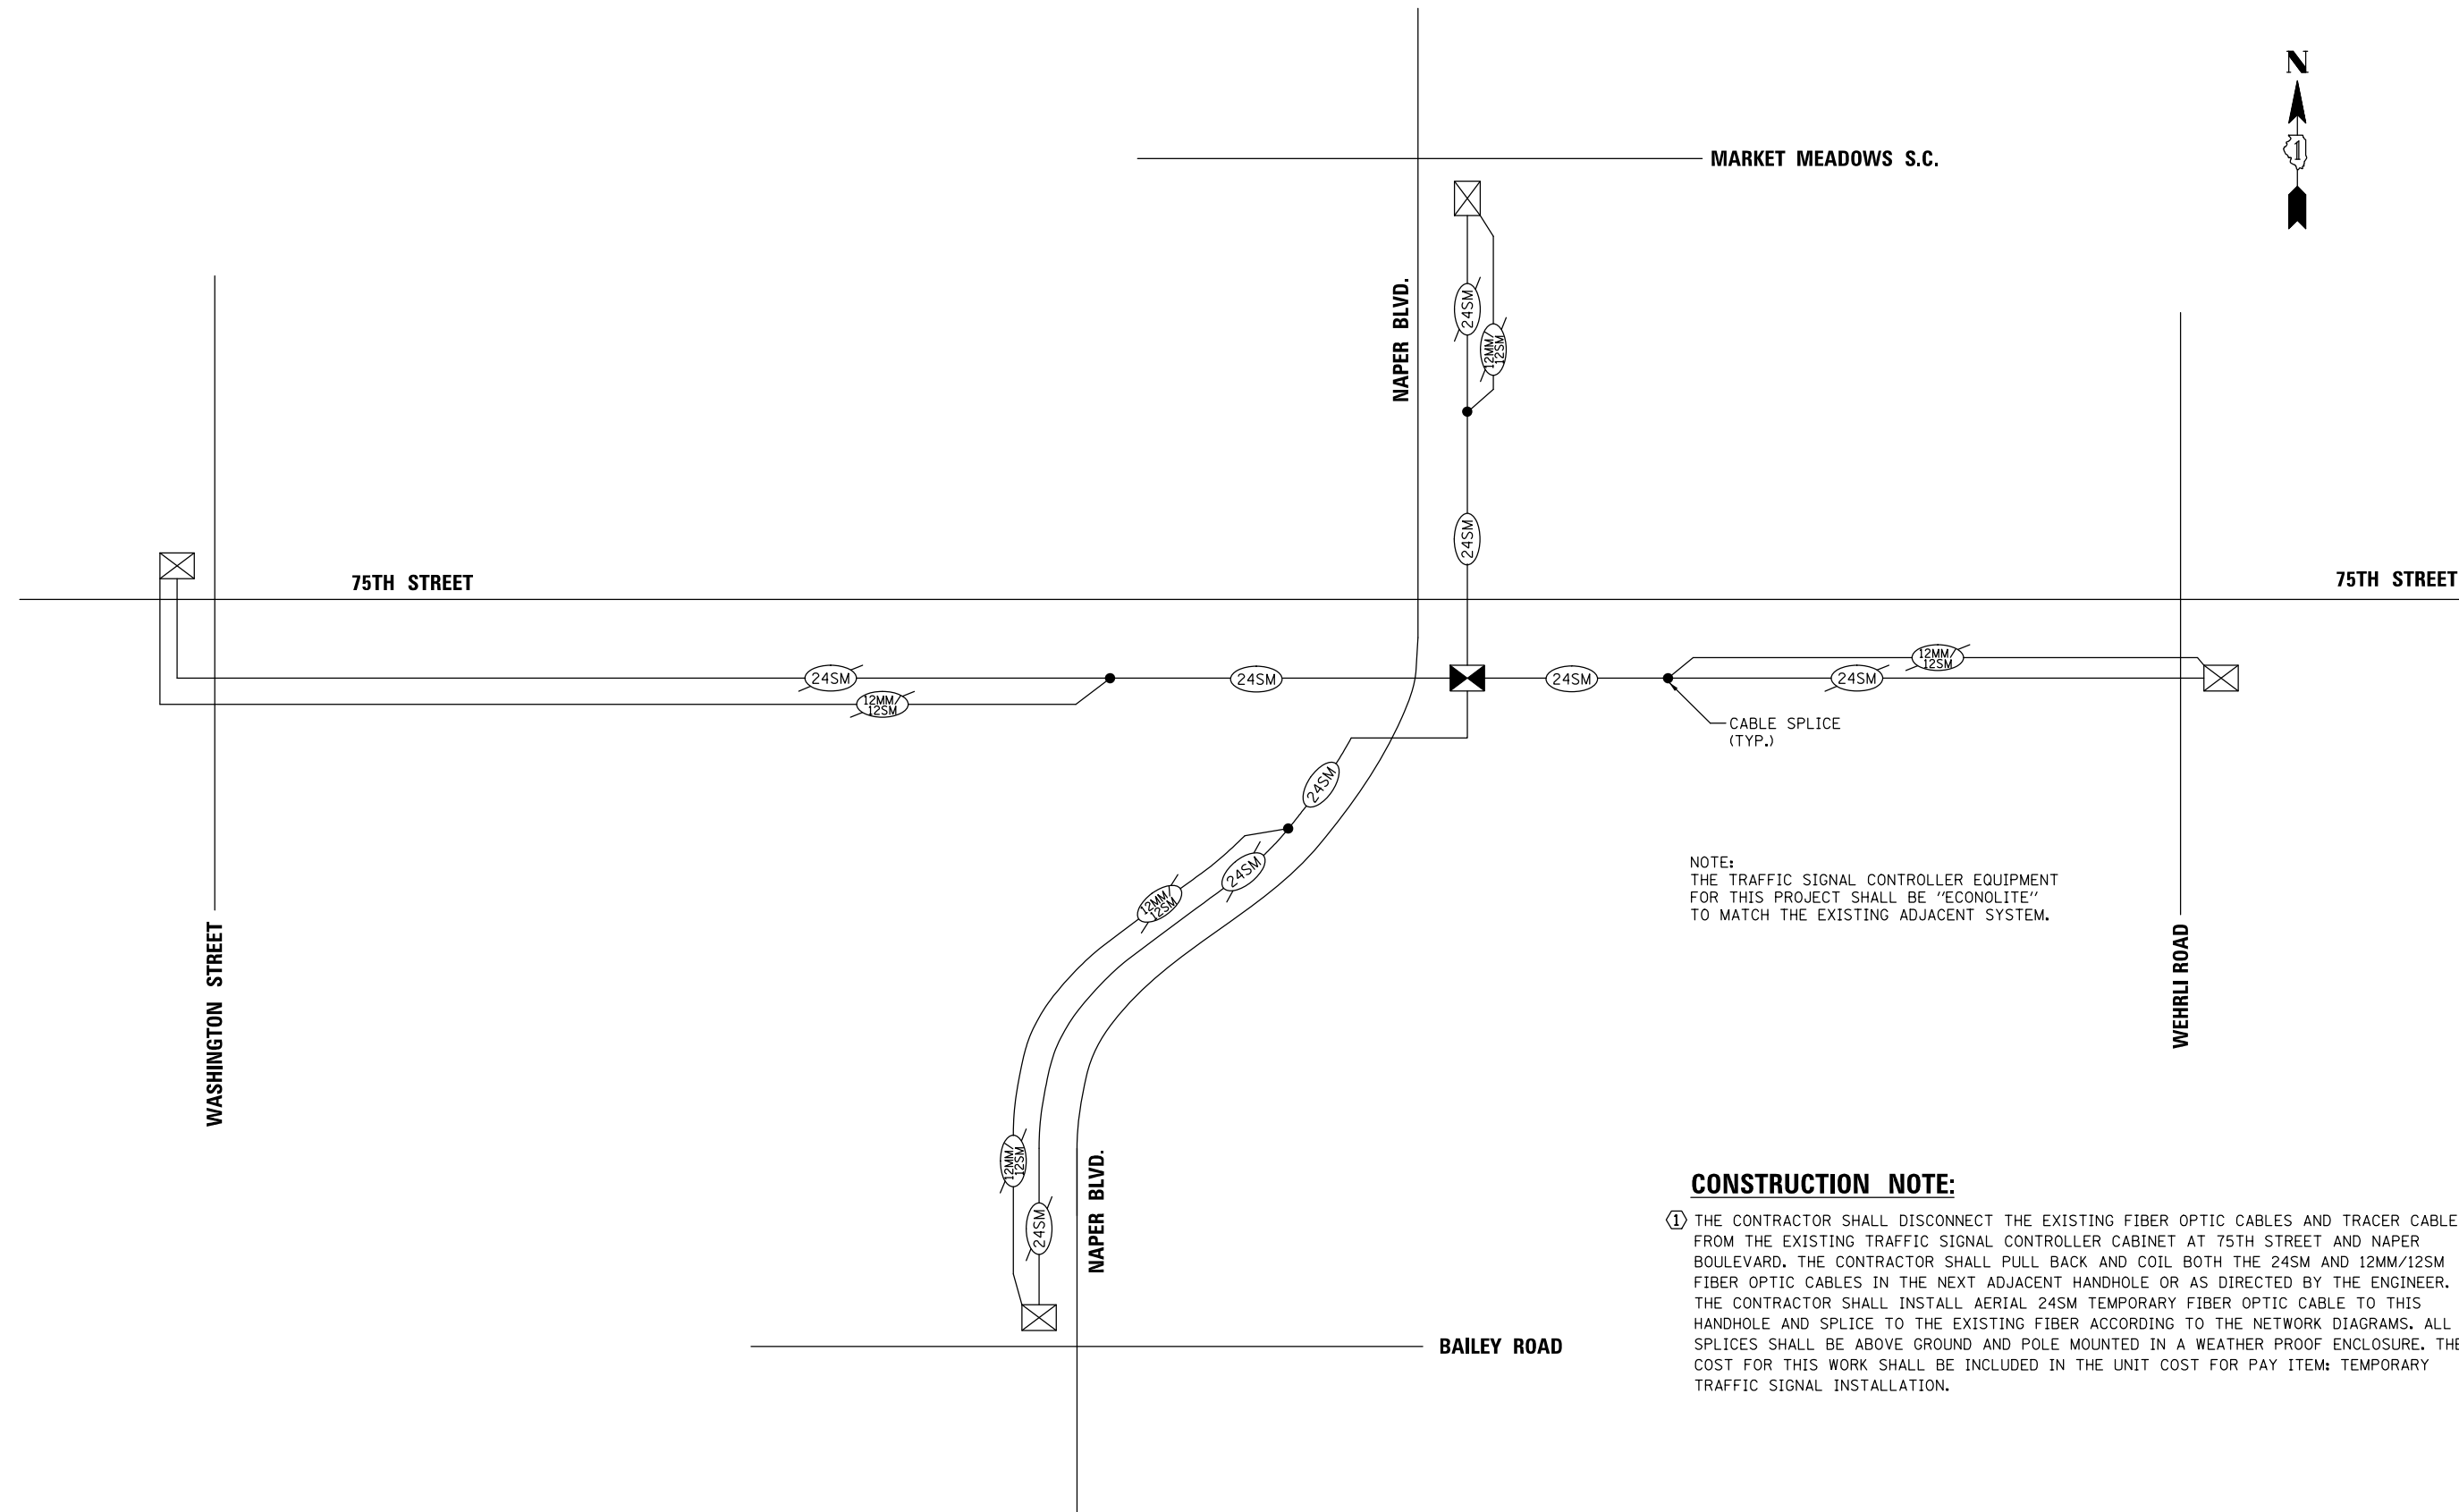 N
1
MARKET MEADOWS S.C.
NAPER BLVD.
24SM
12MM/
12SM
24SM
75TH STREET
75TH STREET
24SM
12MM/
12SM
24SM
24SM
24SM
12MM/
12SM
CABLE SPLICE
(TYP.)
24SM
24SM
12MM/
12SM
NOTE:
THE TRAFFIC SIGNAL CONTROLLER EQUIPMENT
FOR THIS PROJECT SHALL BE "ECONOLITE"
TO MATCH THE EXISTING ADJACENT SYSTEM.
WASHINGTON STREET
WEHRLI ROAD
12MM/
12SM
24SM
NAPER BLVD.
BAILEY ROAD
CONSTRUCTION NOTE:
1 THE CONTRACTOR SHALL DISCONNECT THE EXISTING FIBER OPTIC CABLES AND TRACER CABLE
FROM THE EXISTING TRAFFIC SIGNAL CONTROLLER CABINET AT 75TH STREET AND NAPER
BOULEVARD. THE CONTRACTOR SHALL PULL BACK AND COIL BOTH THE 24SM AND 12MM/12SM
FIBER OPTIC CABLES IN THE NEXT ADJACENT HANDHOLE OR AS DIRECTED BY THE ENGINEER.
THE CONTRACTOR SHALL INSTALL AERIAL 24SM TEMPORARY FIBER OPTIC CABLE TO THIS
HANDHOLE AND SPLICE TO THE EXISTING FIBER ACCORDING TO THE NETWORK DIAGRAMS. ALL
SPLICES SHALL BE ABOVE GROUND AND POLE MOUNTED IN A WEATHER PROOF ENCLOSURE. THE
COST FOR THIS WORK SHALL BE INCLUDED IN THE UNIT COST FOR PAY ITEM: TEMPORARY
TRAFFIC SIGNAL INSTALLATION.